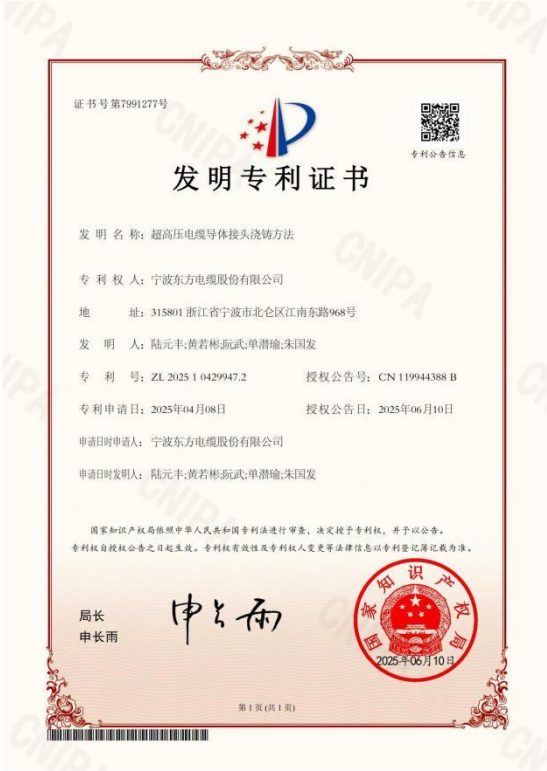 证书号第7991277号
专利公告信息
发明专利证书
发 明 名 称：超高压电缆导体接头浇铸方法
专 利 权 人：宁波东方电缆股份有限公司
地 址：315801 浙江省宁波市北仑区江南东路968号
发 明 人：陆元丰;黄若彬;阮武;单潜瑜;朱国发
专 利 号：ZL 2025 1 0429947.2 授权公告号：CN 119944388 B
专利申请日：2025年04月08日 授权公告日：2025年06月10日
申请日时申请人：宁波东方电缆股份有限公司
申请日时发明人：陆元丰;黄若彬;阮武;单潜瑜;朱国发
国家知识产权局依照中华人民共和国专利法进行审查，决定授予专利权，并予以公告。
专利权自授权公告之日起生效。专利权有效性及专利权人变更等法律信息以专利登记簿记载为准。
局长
申长雨
申长雨
国家知识产权局
2025年06月10日
第 1 页 (共 1 页)
CNIPA
CNIPA
CNIPA
CNIPA
CNIPA